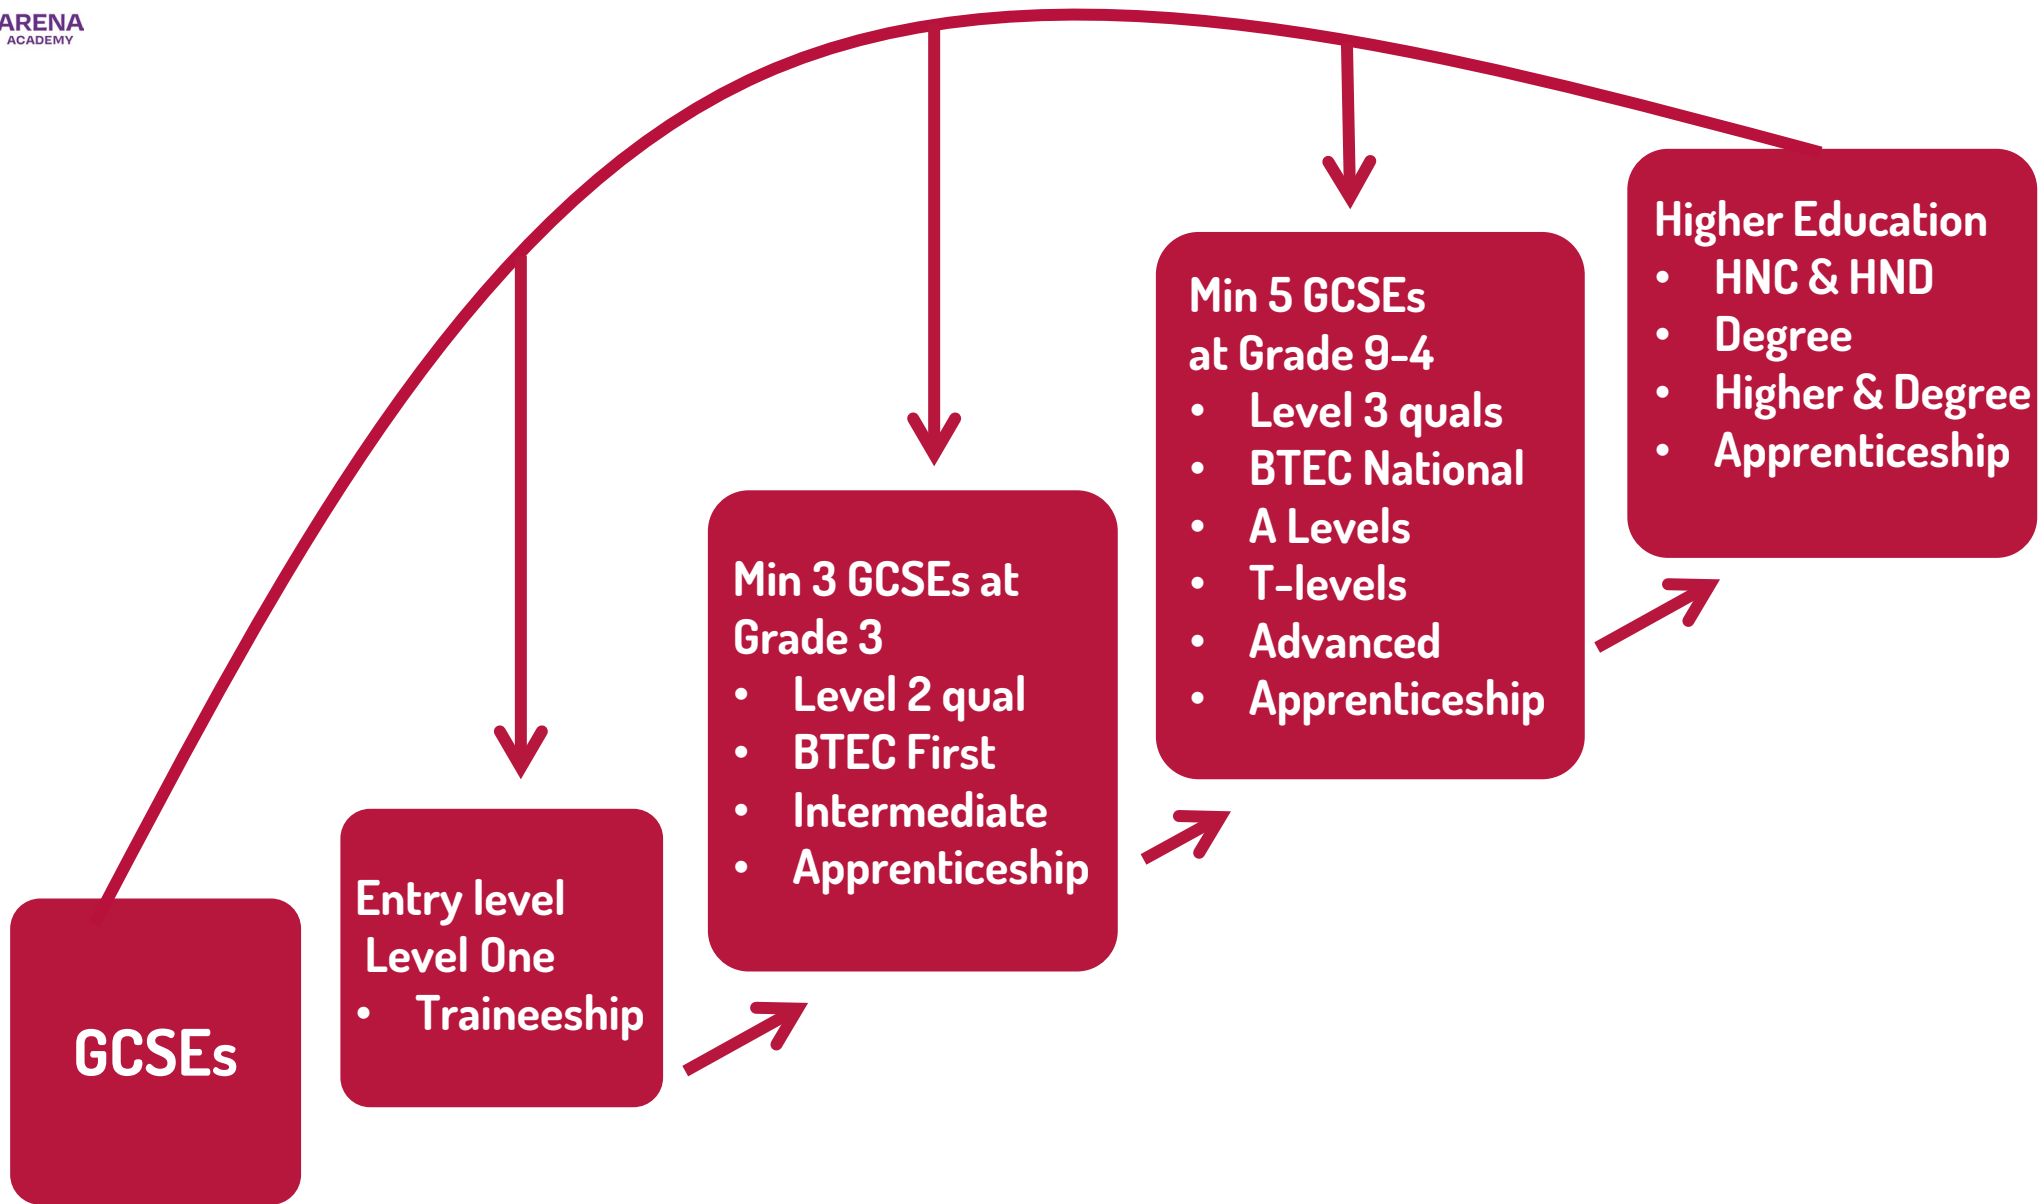 ARENA
ACADEMY
GCSEs
Entry level
Level One
• Traineeship
Min 3 GCSEs at
Grade 3
• Level 2 qual
• BTEC First
• Intermediate
• Apprenticeship
Min 5 GCSEs
at Grade 9-4
• Level 3 quals
• BTEC National
• A Levels
• T-levels
• Advanced
• Apprenticeship
Higher Education
• HNC & HND
• Degree
• Higher & Degree
• Apprenticeship